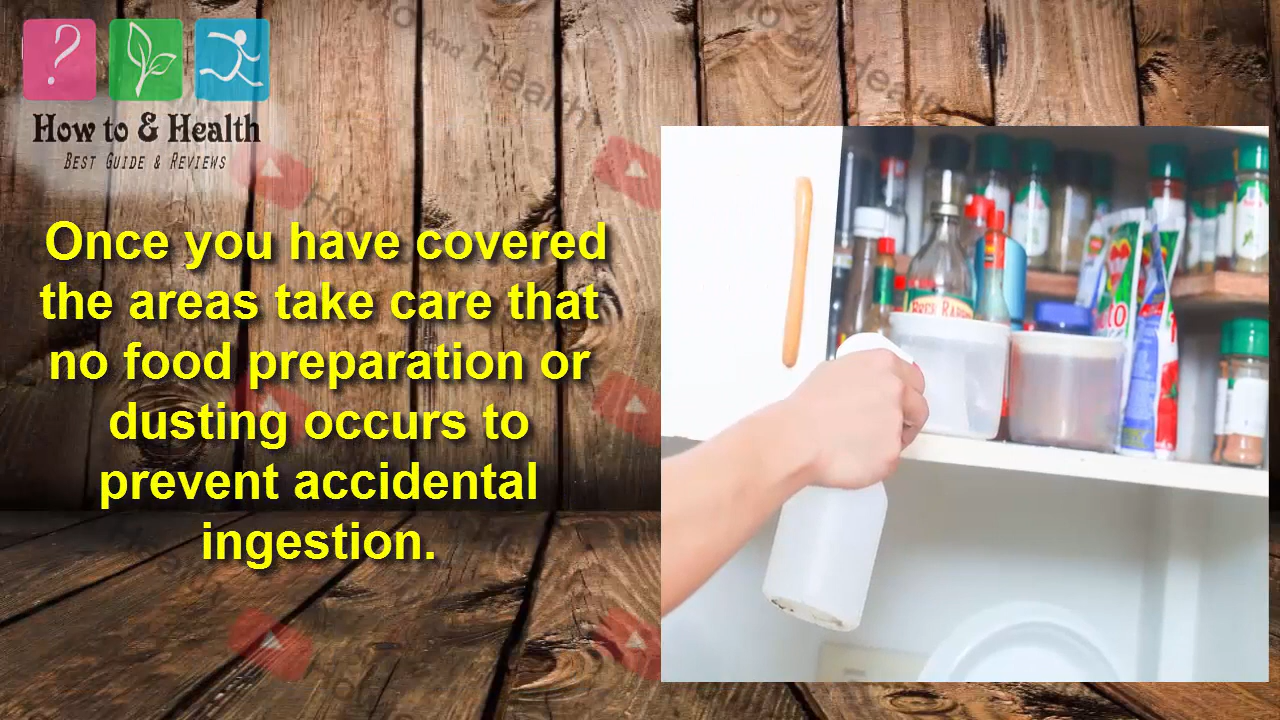 How to & Health
Best Guide & Reviews
Once you have covered
the areas take care that
no food preparation or
dusting occurs to
prevent accidental
ingestion.